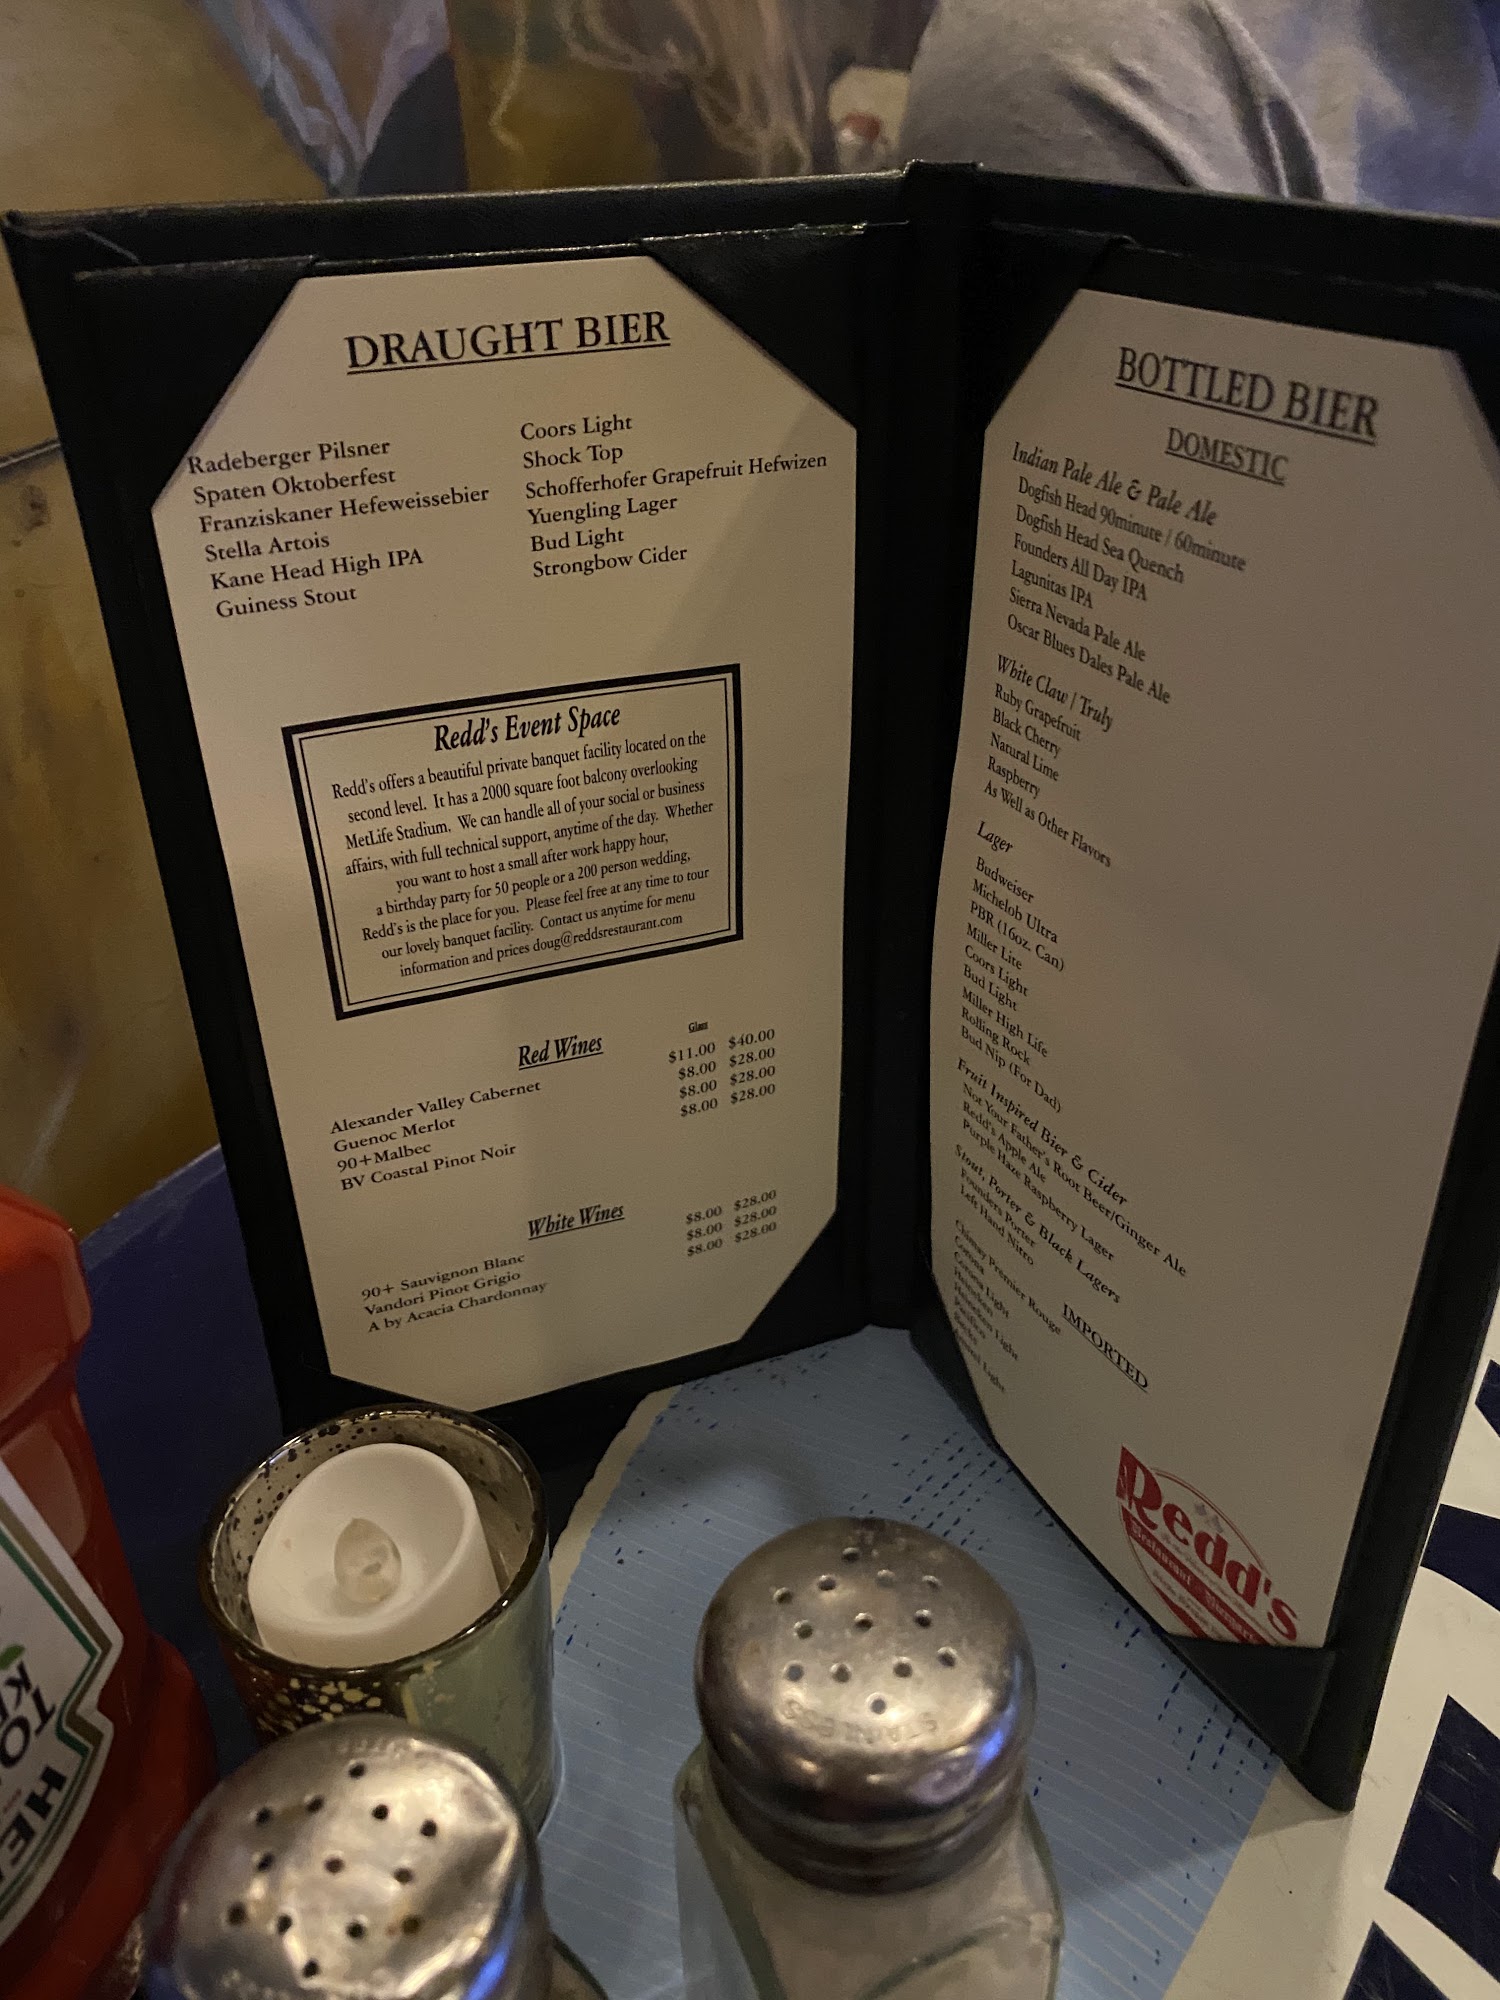 DRAUGHT BIER
Radeberger Pilsner
Spaten Oktoberfest
Franziskaner Hefeweissebier
Stella Artois
Kane Head High IPA
Guiness Stout
Coors Light
Shock Top
Schofferhofer Grapefruit Hefwizen
Yuengling Lager
Bud Light
Strongbow Cider
Redd's Event Space
Redd's offers a beautiful private banquet facility located on the
second level. It has a 2000 square foot balcony overlooking
MetLife Stadium. We can handle all of your social or business
affairs, with full technical support, anytime of the day. Whether
you want to host a small after work happy hour,
a birthday party for 50 people or a 200 person wedding,
Redd's is the place for you. Please feel free at any time to tour
our lovely banquet facility. Contact us anytime for menu
information and prices doug@reddsrestaurant.com
Red Wines
Glass
Alexander Valley Cabernet $11.00 $40.00
Guenoc Merlot $8.00 $28.00
90+Malbec $8.00 $28.00
BV Coastal Pinot Noir $8.00 $28.00
White Wines
90+ Sauvignon Blanc $8.00 $28.00
Vandori Pinot Grigio $8.00 $28.00
A by Acacia Chardonnay $8.00 $28.00
BOTTLED BIER
DOMESTIC
Indian Pale Ale & Pale Ale
Dogfish Head 90minute / 60minute
Dogfish Head Sea Quench
Founders All Day IPA
Lagunitas IPA
Sierra Nevada Pale Ale
Oscar Blues Dales Pale Ale
White Claw / Truly
Ruby Grapefruit
Black Cherry
Natural Lime
Raspberry
As Well as Other Flavors
Lager
Budweiser
Michelob Ultra
PBR (16oz. Can)
Miller Lite
Coors Light
Bud Light
Miller High Life
Rolling Rock
Bud Nip (For Dad)
Fruit Inspired Bier & Cider
Not Your Father's Root Beer/Ginger Ale
Redd's Apple Ale
Purple Haze Raspberry Lager
Stout, Porter & Black Lagers
Founders Porter
Left Hand Nitro
IMPORTED
Chimay Premier Rouge
Corona
Corona Light
Heineken
Heineken Light
Pacifico
Light
Redd's
Restaurant
STAINLESS